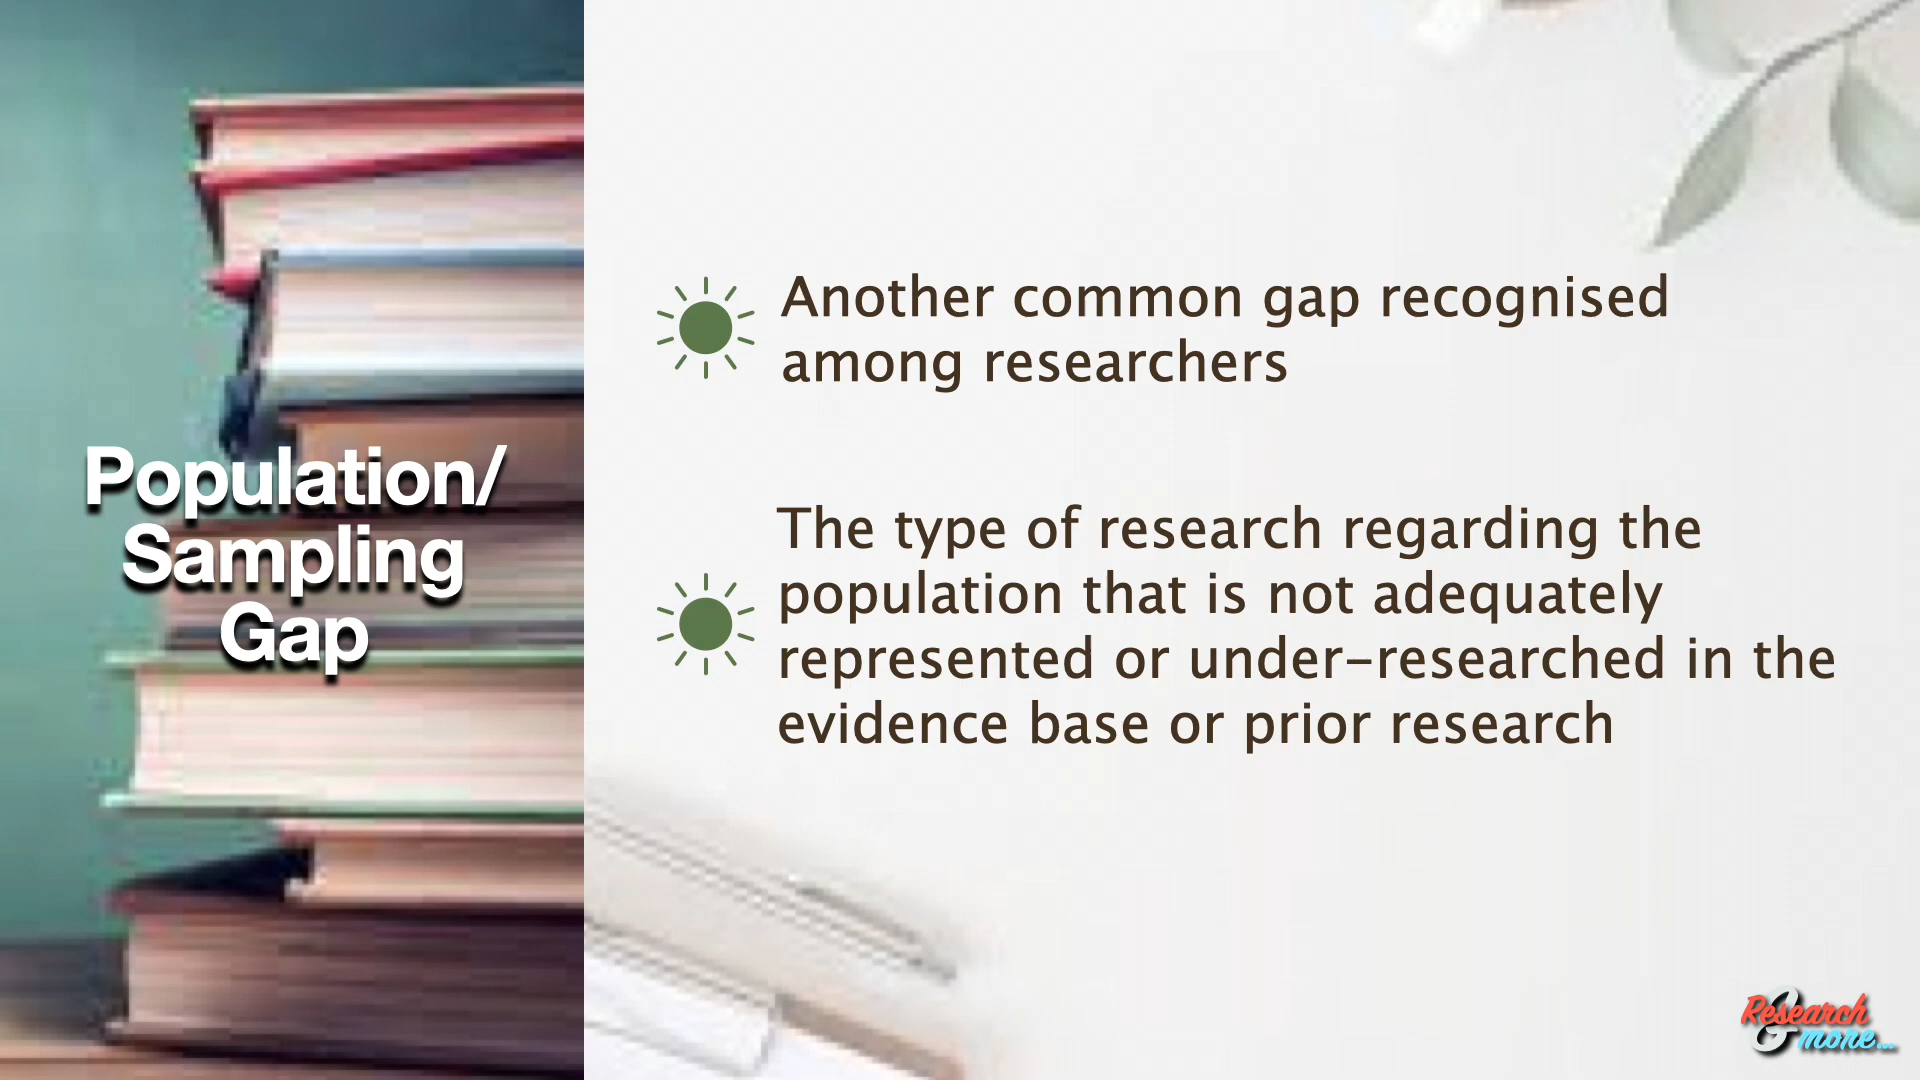 Population/
Sampling
Gap
Another common gap recognised
among researchers
The type of research regarding the
population that is not adequately
represented or under-researched in the
evidence base or prior research
Research
& more...